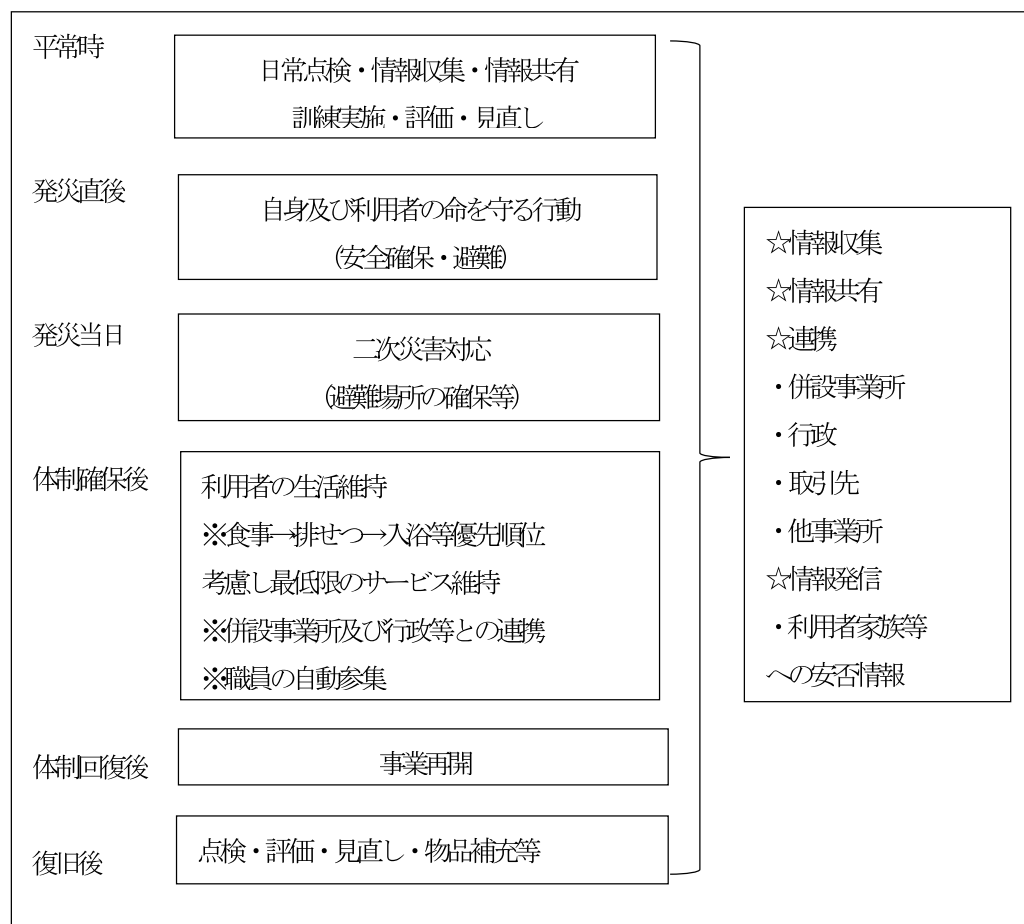 平常時
日常点検・情報収集・情報共有
訓練実施・評価・見直し
発災直後
自身及び利用者の命を守る行動
(安全確保・避難)
発災当日
二次災害対応
(避難場所の確保等)
体制確保後
利用者の生活維持
※食事→排せつ→入浴等優先順位
考慮し最低限のサービス維持
※併設事業所及び行政等との連携
※職員の自動参集
体制回復後
事業再開
復旧後
点検・評価・見直し・物品補充等
☆情報収集
☆情報共有
☆連携
・併設事業所
・行政
・取引先
・他事業所
☆情報発信
・利用者家族等
への安否情報